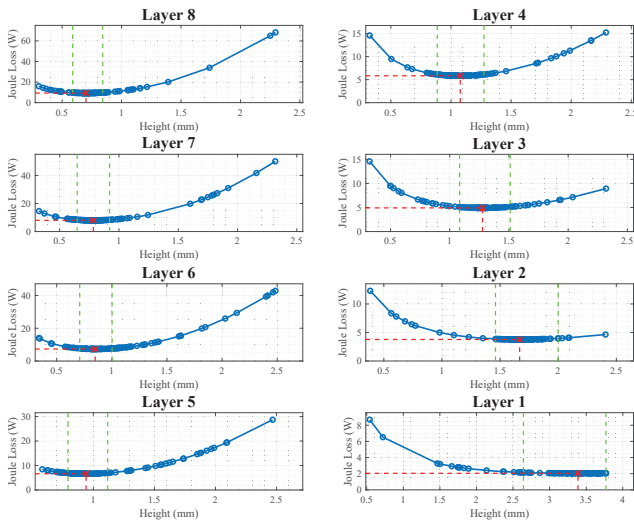 Layer 8
Joule Loss (W)
60
40
20
0
0.5 1 1.5 2 2.5
Height (mm)
Layer 4
Joule Loss (W)
15
10
5
0
0.5 1 1.5 2 2.5
Height (mm)
Layer 7
Joule Loss (W)
40
20
0
0.5 1 1.5 2 2.5
Height (mm)
Layer 3
Joule Loss (W)
15
10
5
0
0.5 1 1.5 2 2.5
Height (mm)
Layer 6
Joule Loss (W)
40
20
0
0.5 1 1.5 2 2.5
Height (mm)
Layer 2
Joule Loss (W)
10
5
0
0.5 1 1.5 2 2.5
Height (mm)
Layer 5
Joule Loss (W)
30
20
10
0
1 1.5 2 2.5
Height (mm)
Layer 1
Joule Loss (W)
8
6
4
2
0
0.5 1 1.5 2 2.5 3 3.5 4
Height (mm)